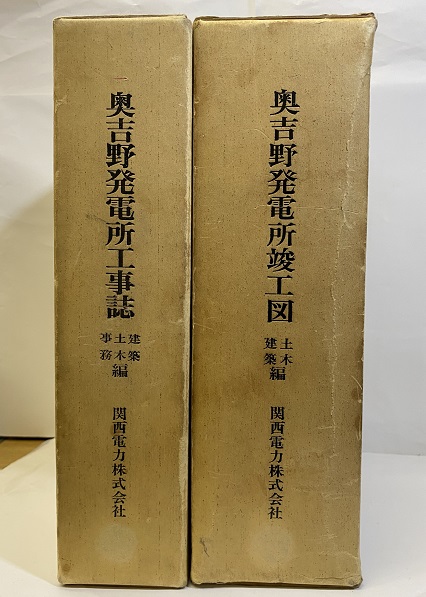 奥吉野発電所工事誌
建築
土木編
事務
関西電力株式会社
奥吉野発電所竣工図
土木
建築編
関西電力株式会社